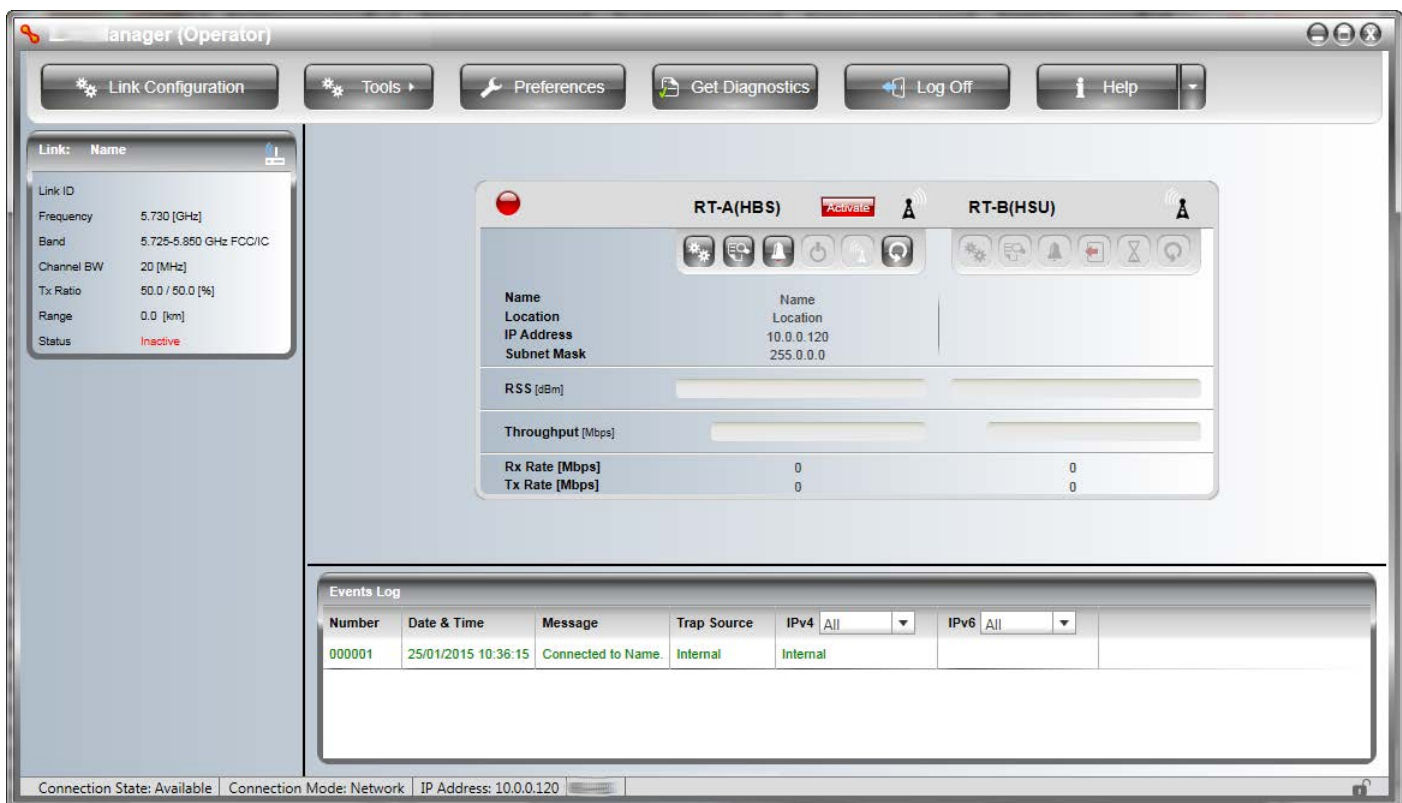 anager (Operator)
Link Configuration Tools Preferences Get Diagnostics Log Off Help
Link: Name
Link ID
Frequency 5.730 [GHz]
Band 5.725-5.850 GHz FCC/IC
Channel BW 20 [MHz]
Tx Ratio 50.0 / 50.0 [%]
Range 0.0 [km]
Status Inactive
RT-A(HBS) Activate RT-B(HSU)
Name Name
Location Location
IP Address 10.0.0.120
Subnet Mask 255.0.0.0
RSS [dBm]
Throughput [Mbps]
Rx Rate [Mbps] 0 0
Tx Rate [Mbps] 0 0
Events Log
Number Date & Time Message Trap Source IPv4 All IPv6 All
000001 25/01/2015 10:36:15 Connected to Name. Internal Internal
Connection State: Available Connection Mode: Network IP Address: 10.0.0.120